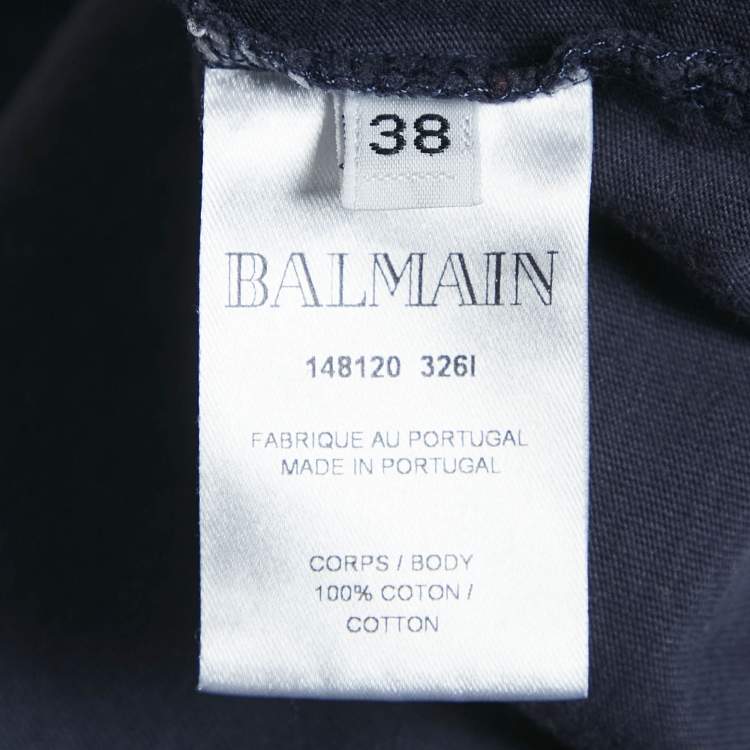 38
BALMAIN
148120 326I
FABRIQUE AU PORTUGAL
MADE IN PORTUGAL
CORPS / BODY
100% COTON /
COTTON